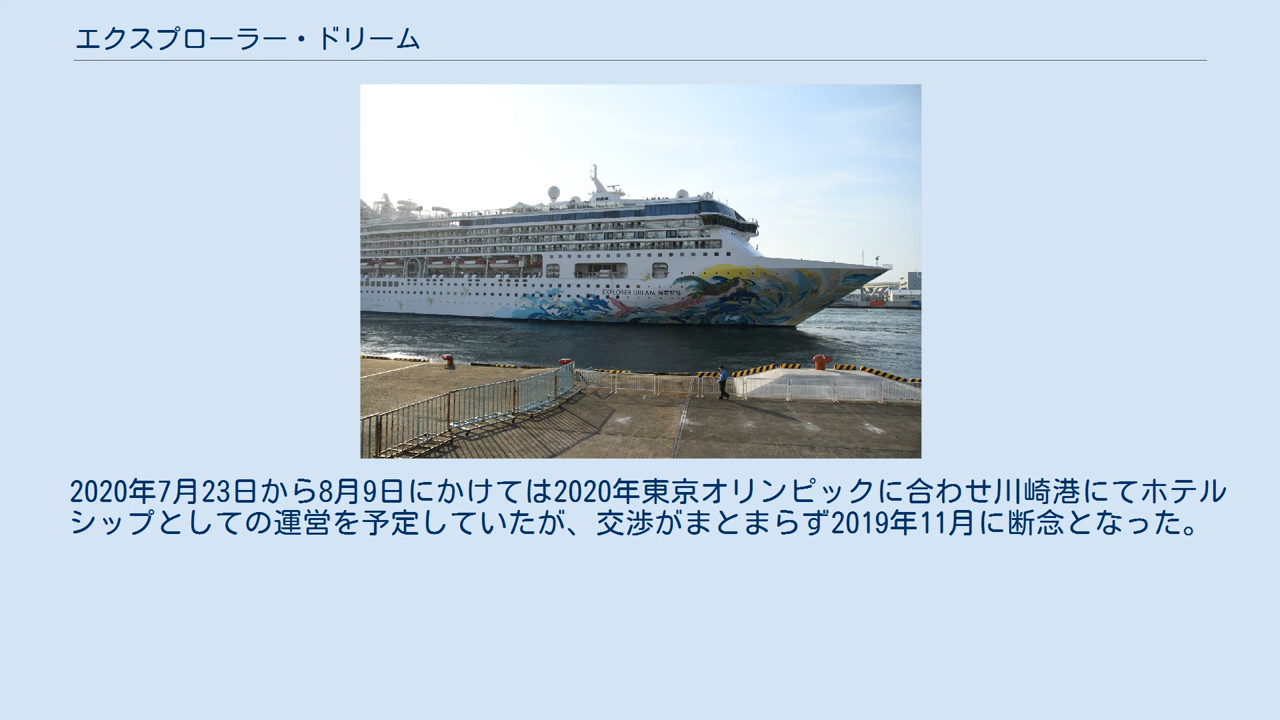 エクスプローラー・ドリーム
EXPLORER DREAM
2020年7月23日から8月9日にかけては2020年東京オリンピックに合わせ川崎港にてホテル
シップとしての運営を予定していたが、交渉がまとまらず2019年11月に断念となった。